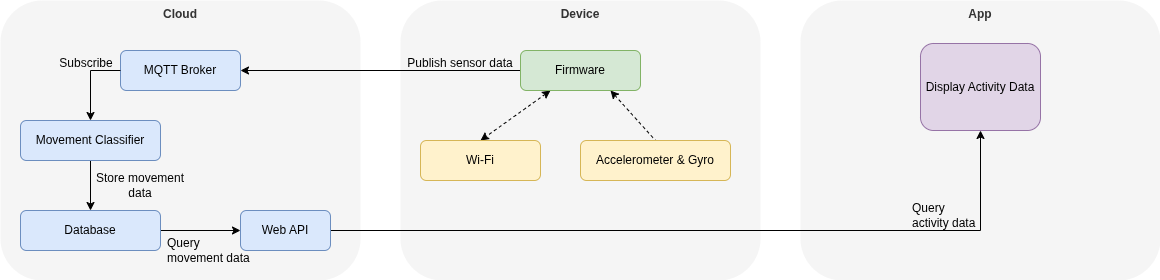 Cloud
Device
App
Subscribe
MQTT Broker
Publish sensor data
Firmware
Display Activity Data
Movement Classifier
Wi-Fi
Accelerometer & Gyro
Store movement
data
Database
Query
movement data
Web API
Query
activity data